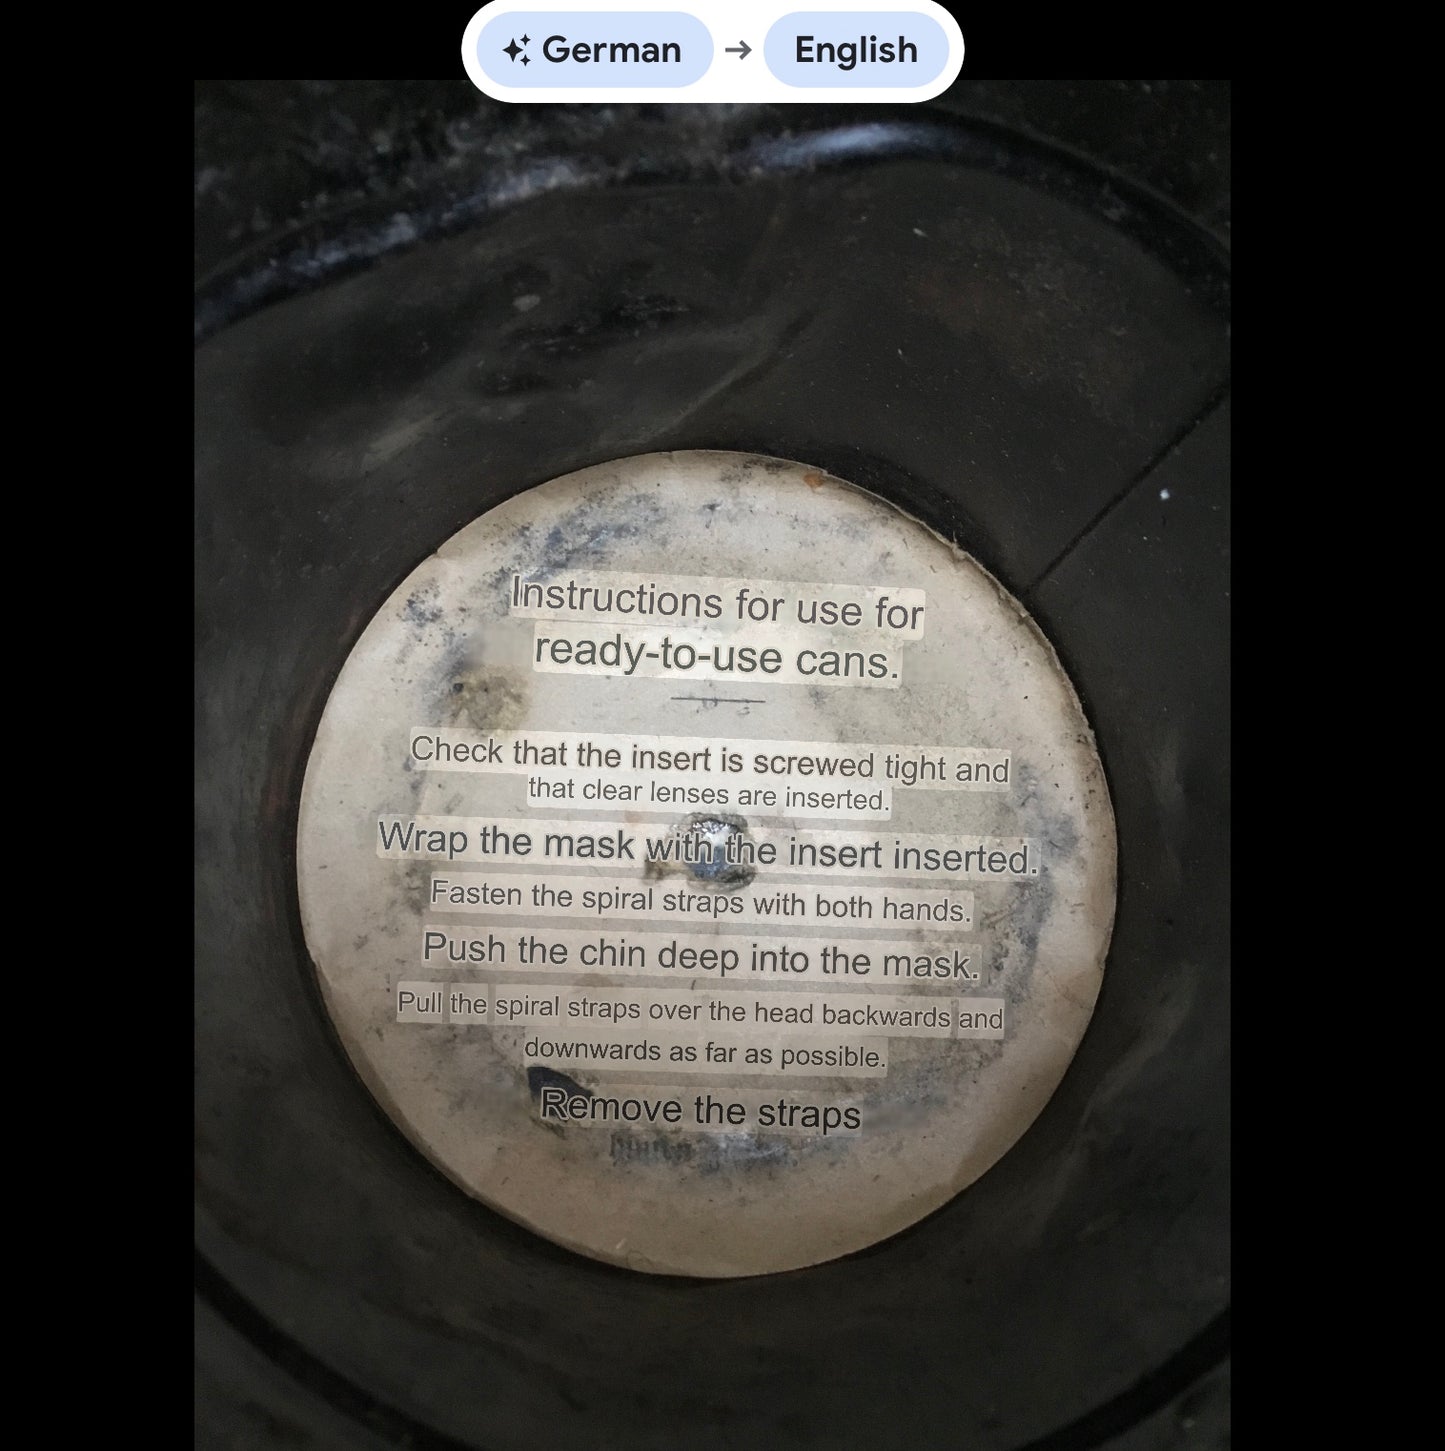 German → English
Instructions for use for
ready-to-use cans.
Check that the insert is screwed tight and
that clear lenses are inserted.
Wrap the mask with the insert inserted.
Fasten the spiral straps with both hands.
Push the chin deep into the mask.
Pull the spiral straps over the head backwards and
downwards as far as possible.
Remove the straps